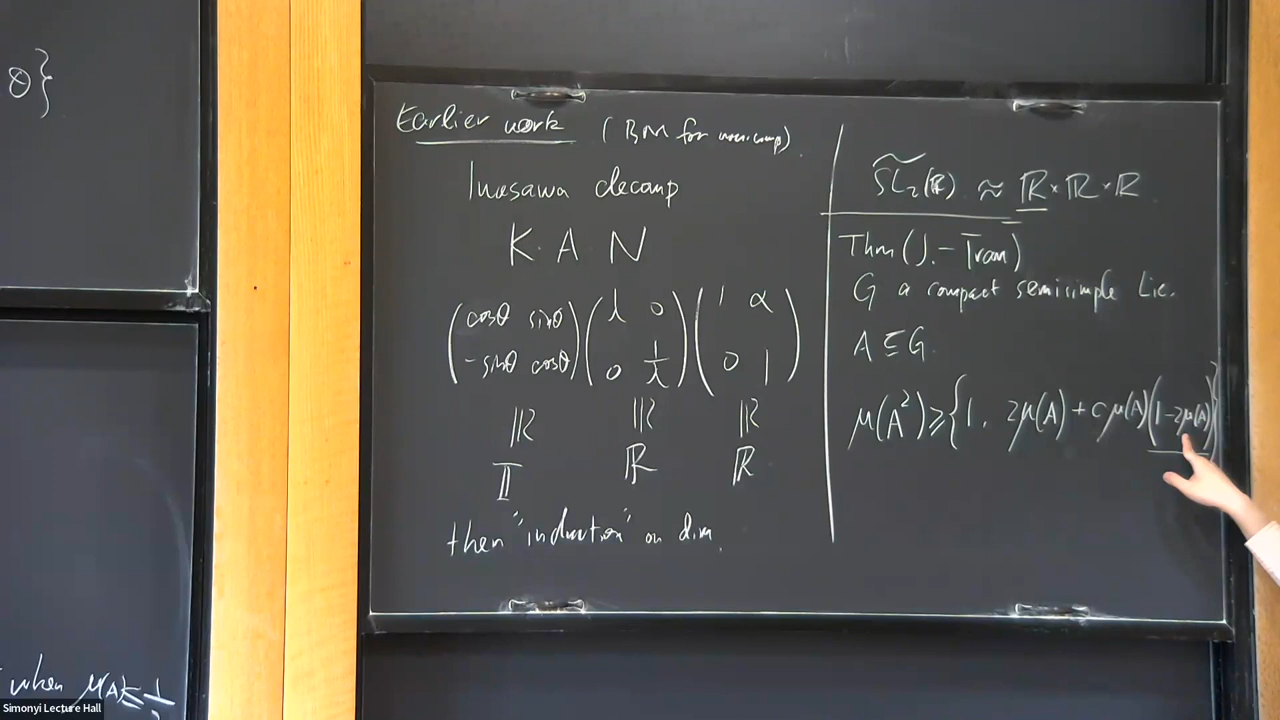 θ}
when μ(A) ≤ 1/2
Simonyi Lecture Hall
Earlier work (BM for noncomp)
Iwasawa decomp
K · A N
( cosθ sinθ ) ( λ 0 ) ( 1 α )
( -sinθ cosθ ) ( 0 1/λ ) ( 0 1 )
𝕋 ℝ ℝ
then "induction" on dim.
S̃L₂(ℝ) ≈ ℝ × ℝ × ℝ
Thm (J. - Tran)
G a compact semisimple Lie.
A ⊆ G.
μ(A²) ≥ { 1, 2μ(A) + cμ(A)(1-2μ(A)) }